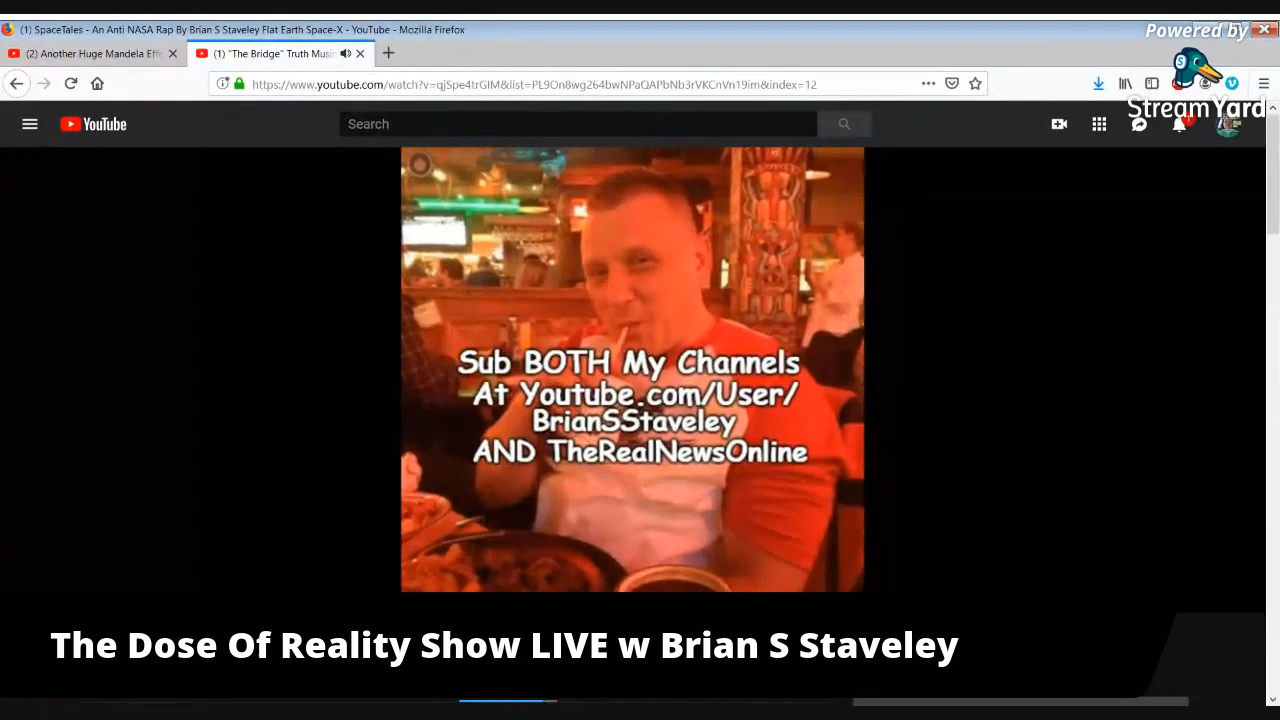 (1) SpaceTales - An Anti NASA Rap By Brian S Staveley Flat Earth Space-X - YouTube - Mozilla Firefox
Powered by
(2) Another Huge Mandela Effe
(1) "The Bridge" Truth Music
https://www.youtube.com/watch?v=qjSpe4trGIM&list=PL9On8wg264bwNPaQAPbNb3rVKCnVn19im&index=12
StreamYard
YouTube
Search
Sub BOTH My Channels
At Youtube.com/User/
BrianSStaveley
AND TheRealNewsOnline
The Dose Of Reality Show LIVE w Brian S Staveley